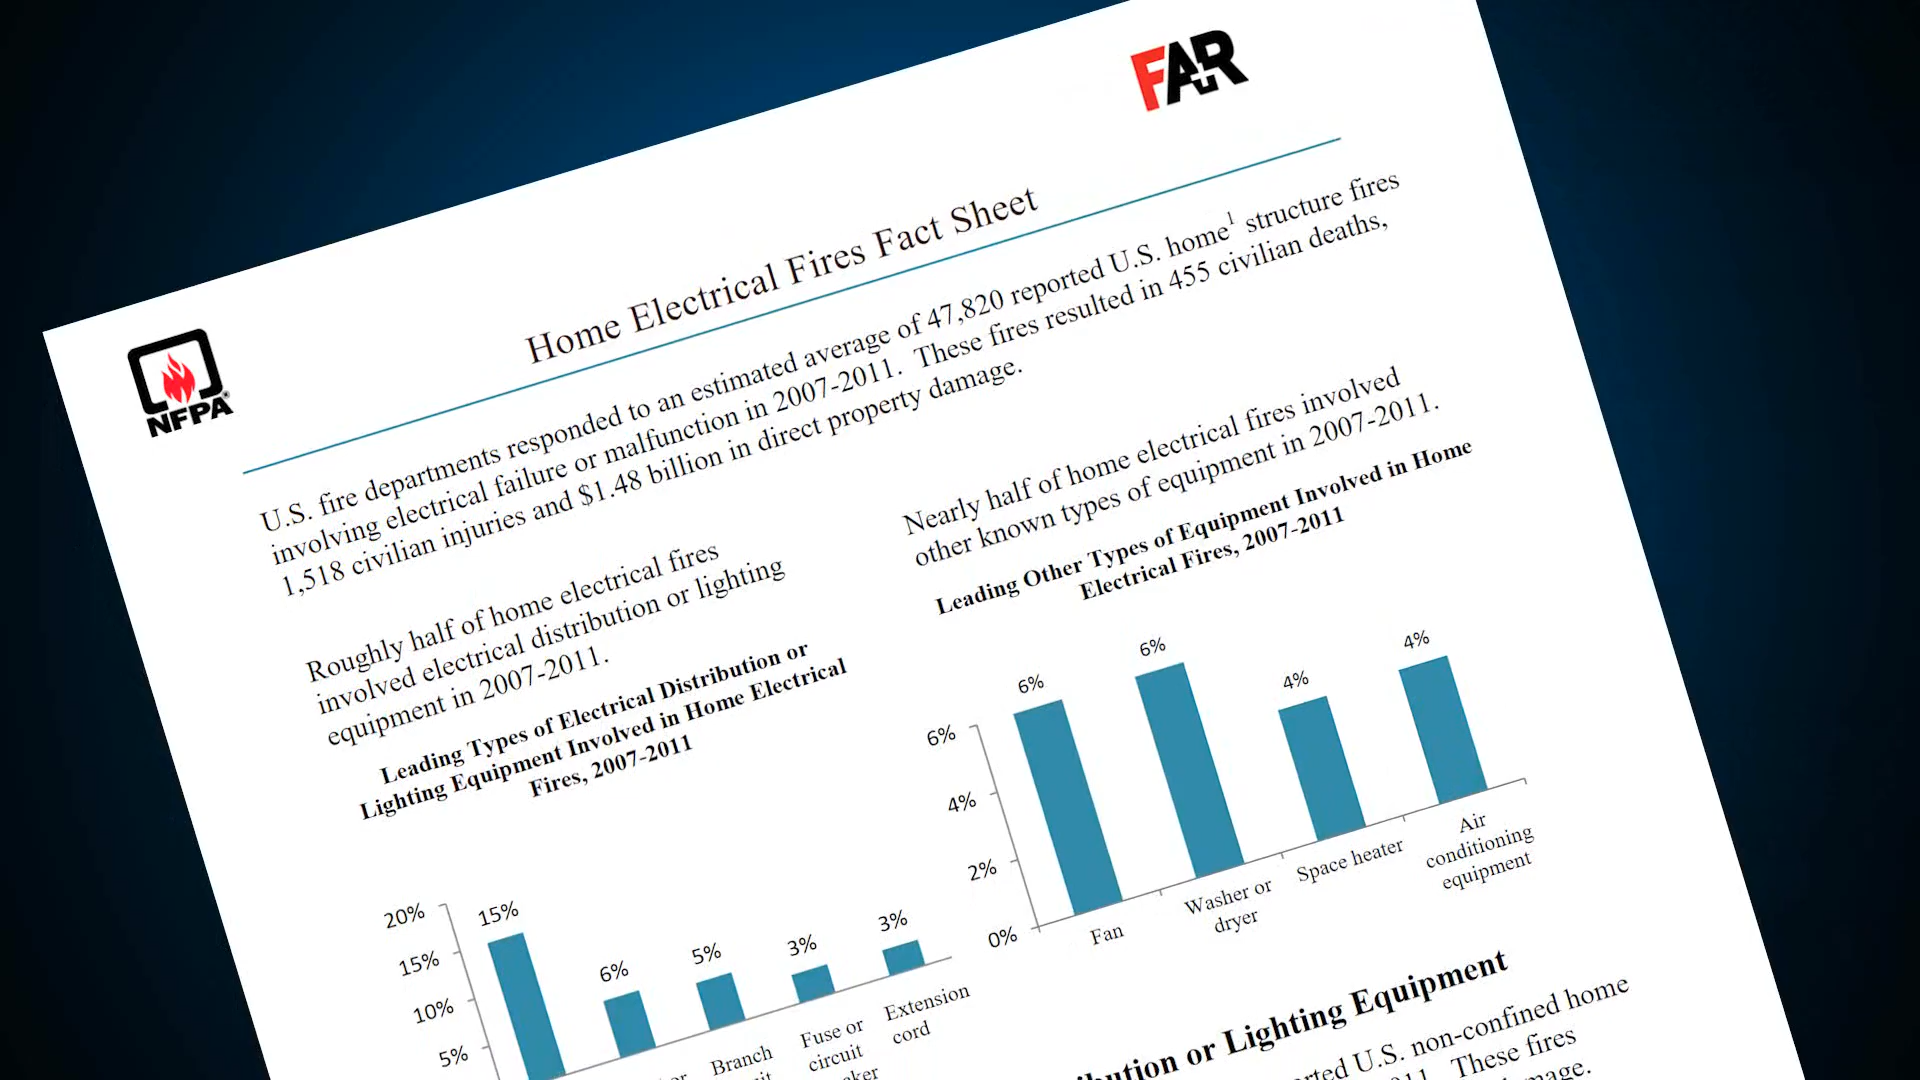 FAR
NFPA®
Home Electrical Fires Fact Sheet
U.S. fire departments responded to an estimated average of 47,820 reported U.S. home¹ structure fires
involving electrical failure or malfunction in 2007-2011. These fires resulted in 455 civilian deaths,
1,518 civilian injuries and $1.48 billion in direct property damage.
Roughly half of home electrical fires
involved electrical distribution or lighting
equipment in 2007-2011.
Leading Types of Electrical Distribution or
Lighting Equipment Involved in Home Electrical
Fires, 2007-2011
20%
15%
10%
5%
15%
6%
5%
3%
3%
or
Branch
Fuse or
circuit
Extension
cord
Nearly half of home electrical fires involved
other known types of equipment in 2007-2011.
Leading Other Types of Equipment Involved in Home
Electrical Fires, 2007-2011
6%
4%
2%
0%
6%
6%
4%
4%
Fan
Washer or
dryer
Space heater
Air
conditioning
equipment
or Lighting Equipment
U.S. non-confined home
These fires